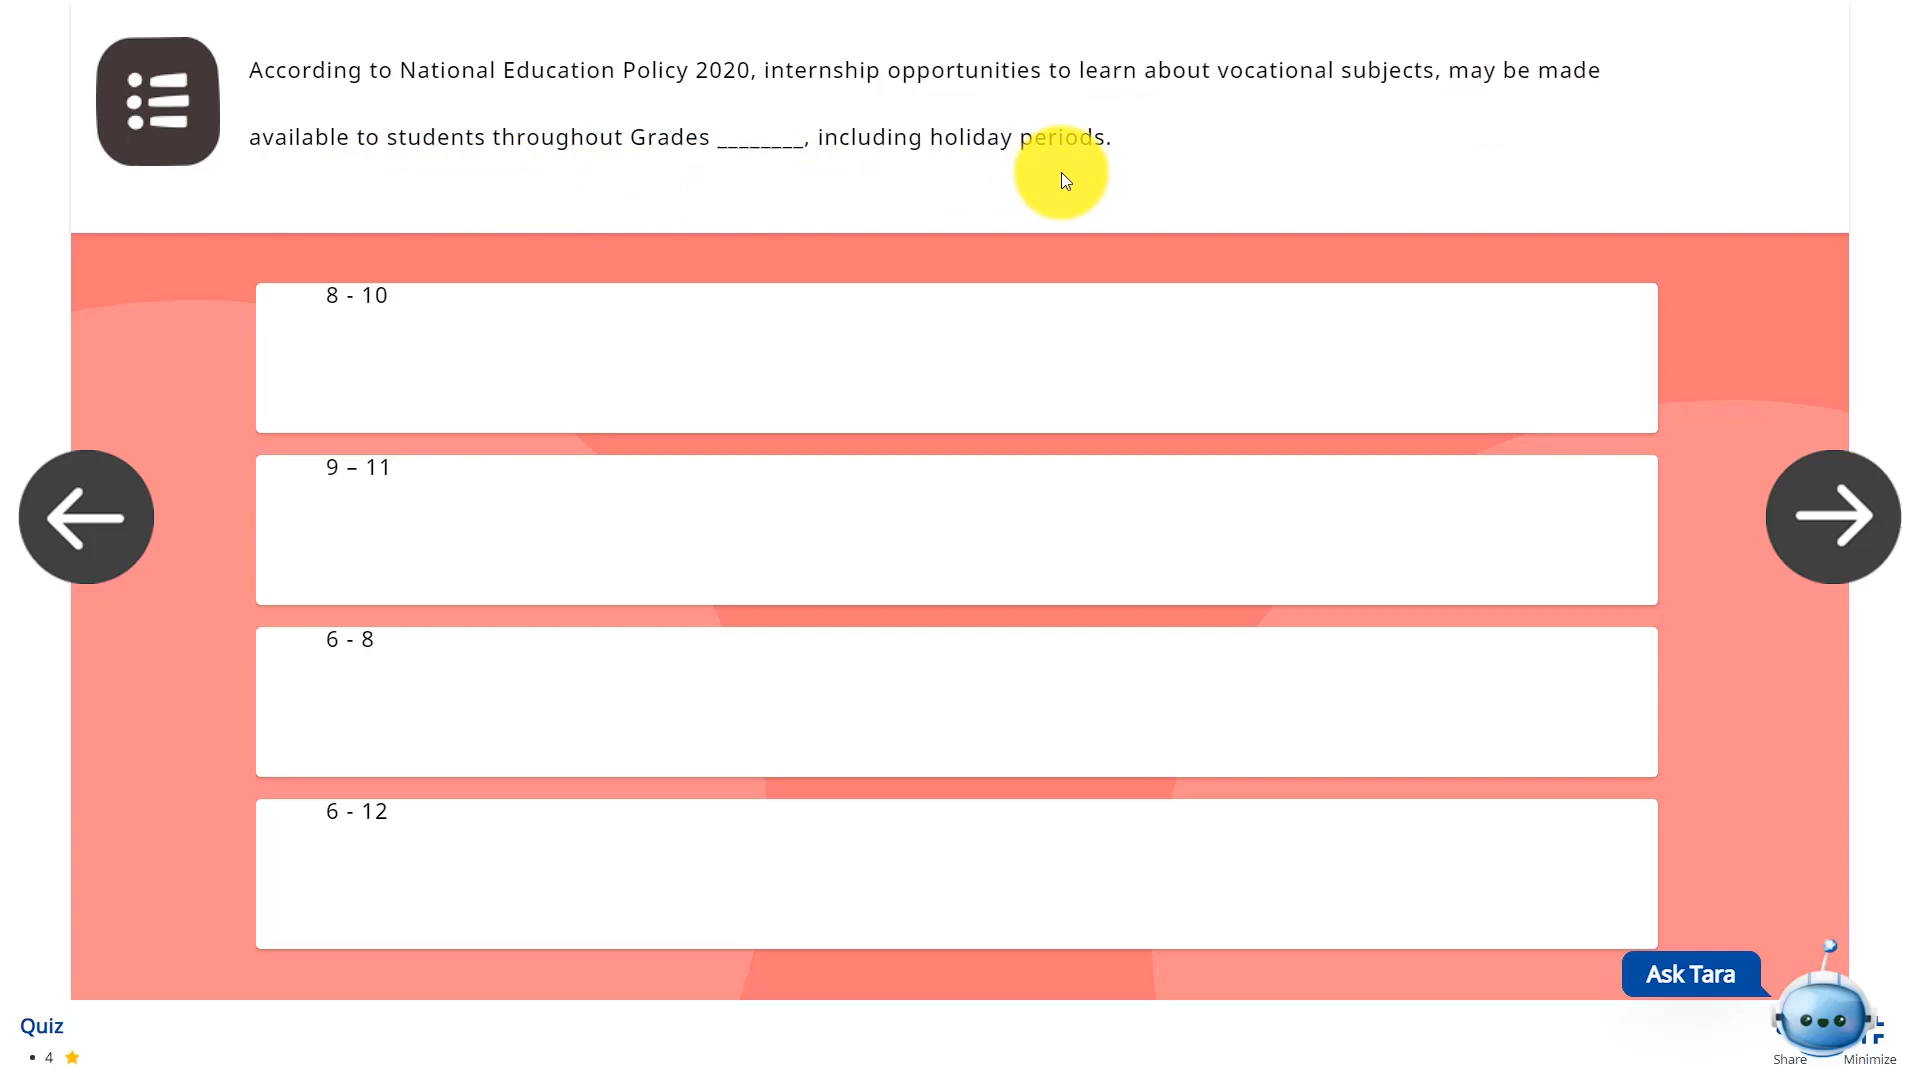 According to National Education Policy 2020, internship opportunities to learn about vocational subjects, may be made
available to students throughout Grades ________, including holiday periods.
8 - 10
9 – 11
6 - 8
6 - 12
Ask Tara
Quiz
• 4
Share
Minimize